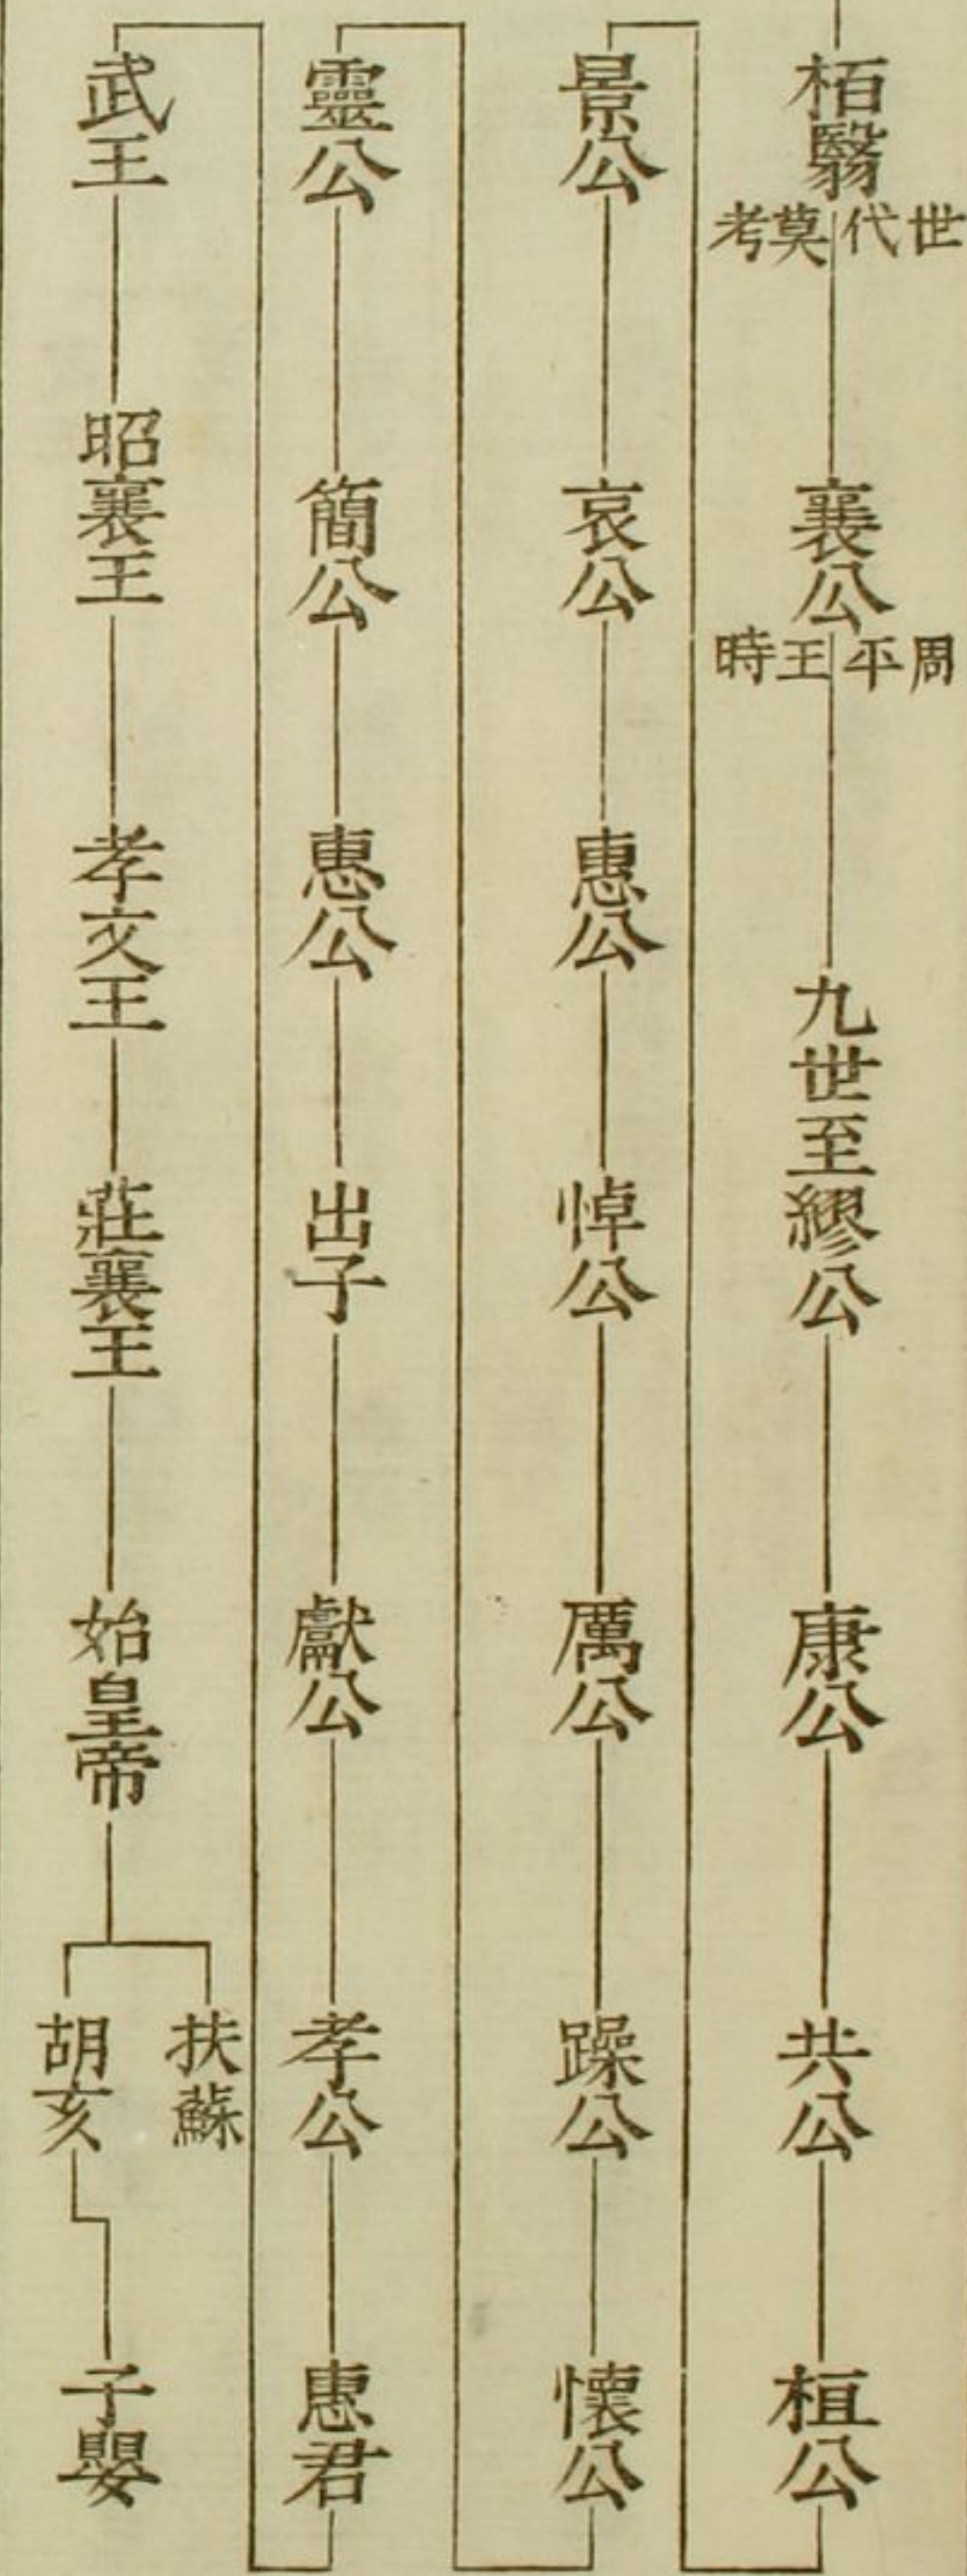 栢翳
世代莫考
襄公
周平王時
九世至繆公
康公
共公
桓公
景公
哀公
惠公
悼公
厲公
躁公
懷公
靈公
簡公
惠公
出子
獻公
孝公
惠君
武王
昭襄王
孝文王
莊襄王
始皇帝
扶蘇
胡亥
子嬰